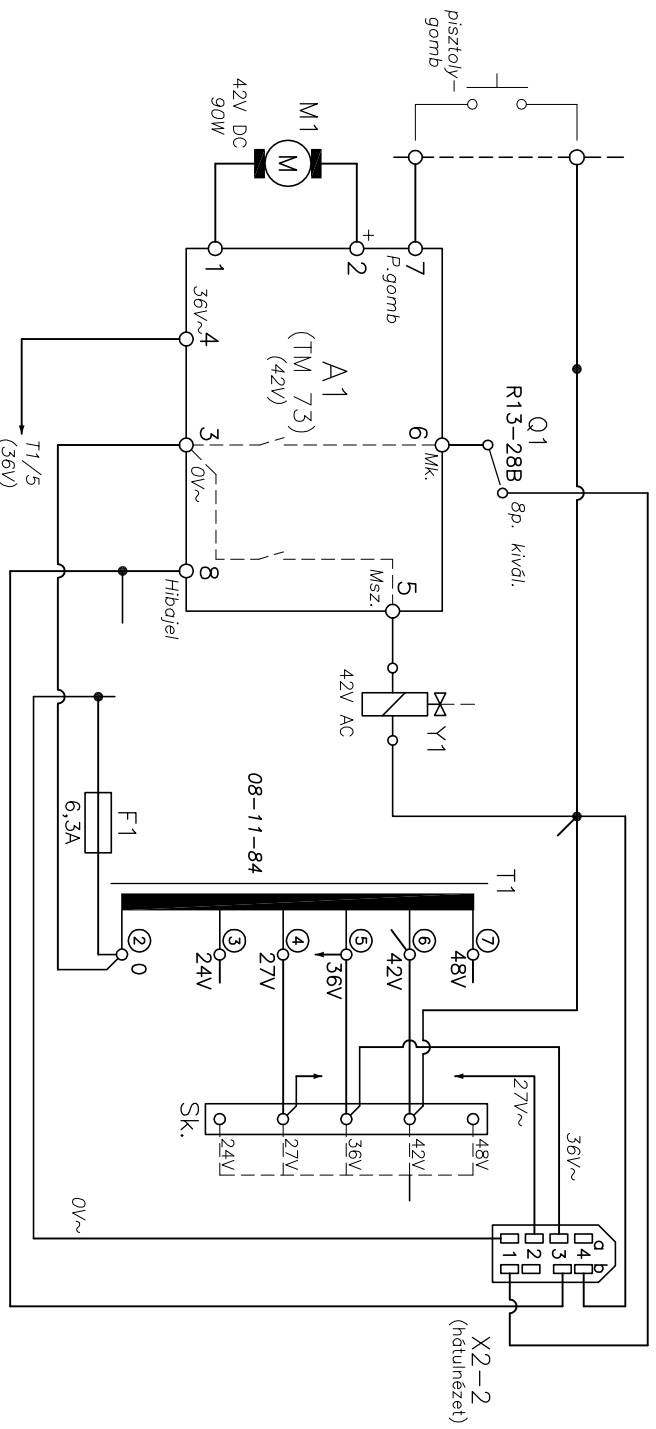 pisztoly-
gomb
M1
42V DC
90W
M
+
1
2
7
P.gomb
36V~
4
A1
(TM 73)
(42V)
T1/5
(36V)
3
0V~
6
Mk.
Q1
R13-28B
8p. kivál.
8
Hibajel
5
Msz.
42V AC
Y1
F1
6,3A
08-11-84
T1
7
48V
6
42V
5
36V
4
27V
3
24V
2
0
Sk.
48V
42V
36V
27V
24V
27V~
36V~
0V~
a
b
4
3
2
1
X2-2
(hátulnézet)